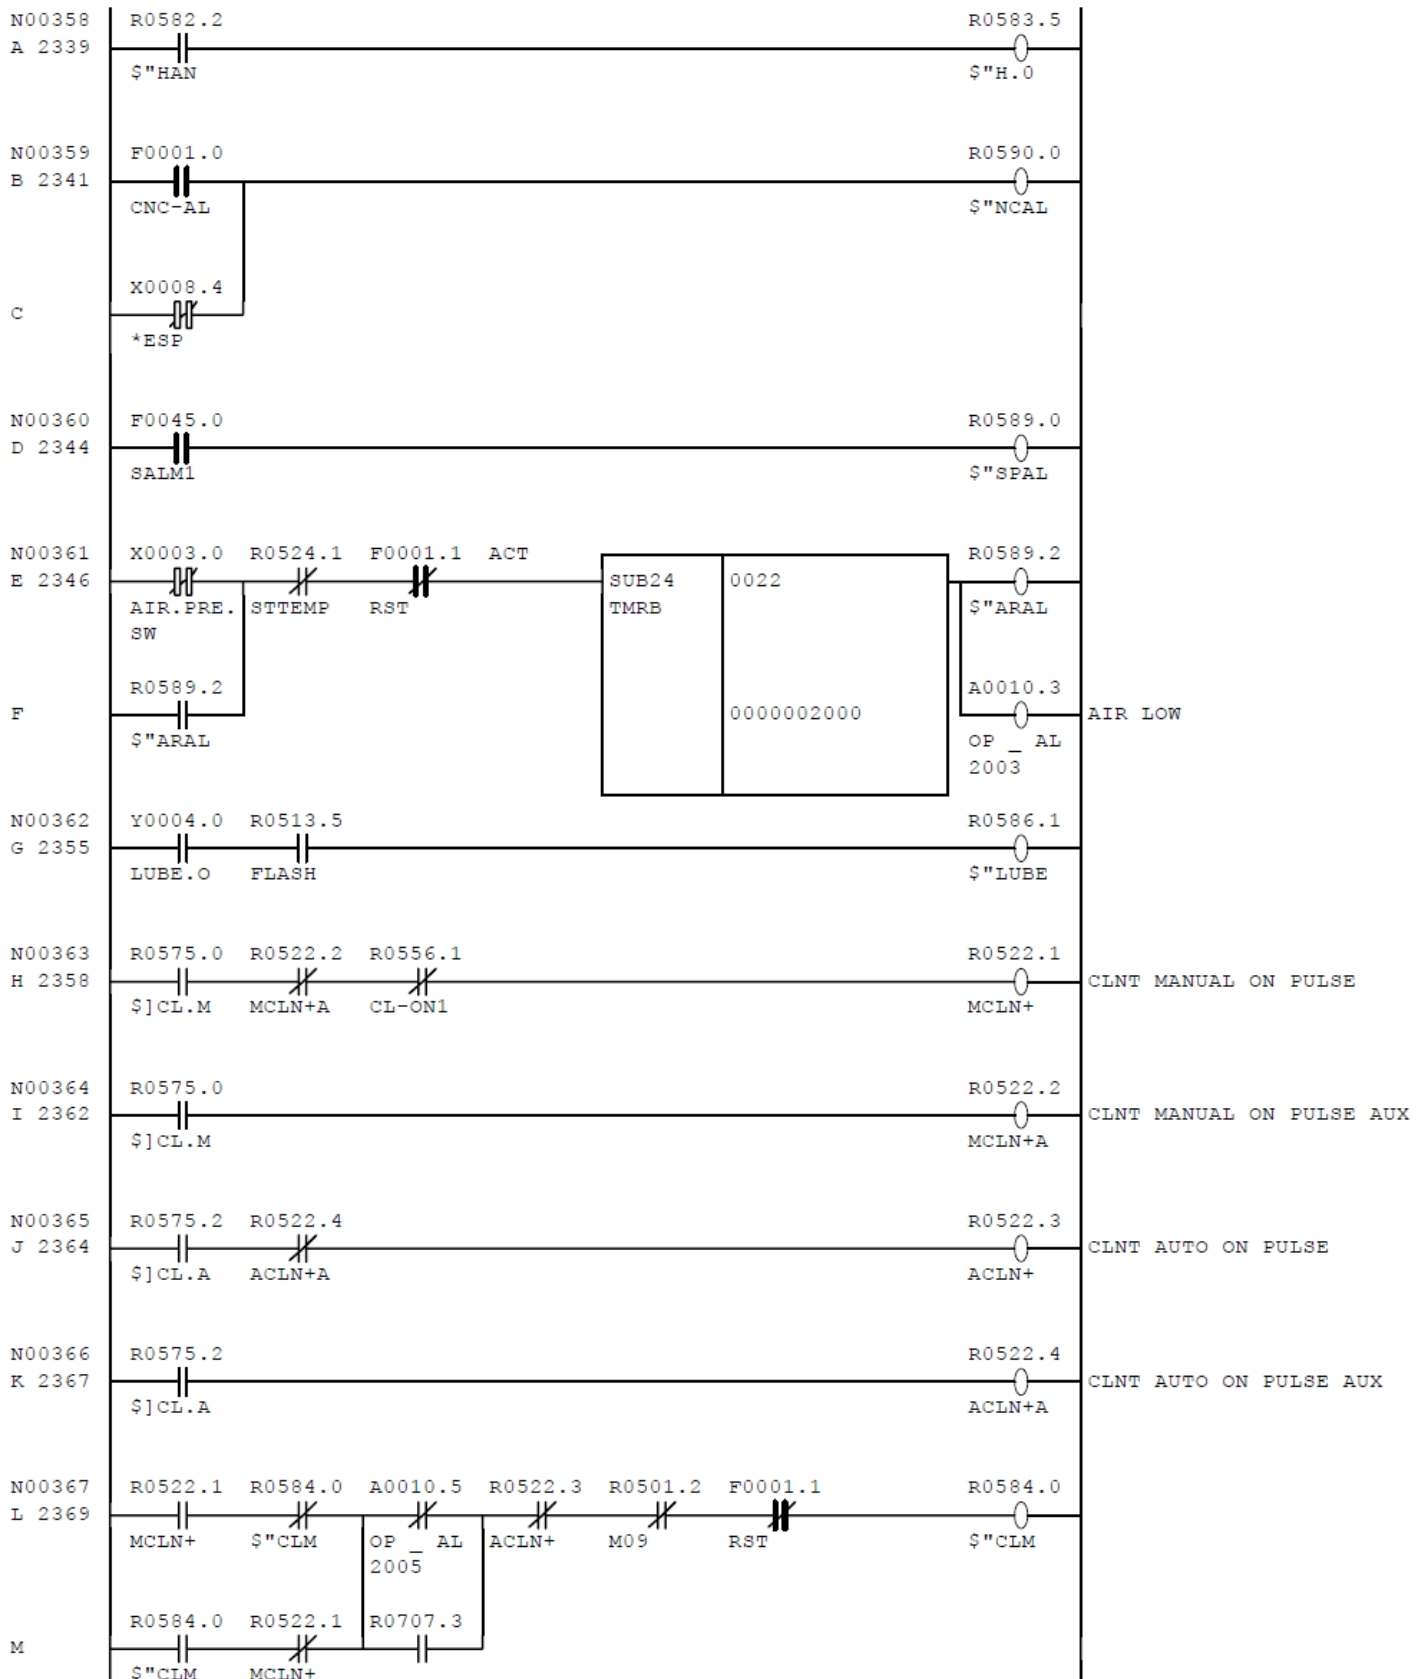 N00358 R0582.2 R0583.5
A 2339
$"HAN $"H.0
N00359 F0001.0 R0590.0
B 2341
CNC-AL $"NCAL
X0008.4
C
*ESP
N00360 F0045.0 R0589.0
D 2344
SALM1 $"SPAL
N00361 X0003.0 R0524.1 F0001.1 ACT R0589.2
E 2346 SUB24 0022
AIR.PRE. STTEMP RST TMRB $"ARAL
SW
R0589.2 A0010.3
F 0000002000 AIR LOW
$"ARAL OP _ AL
2003
N00362 Y0004.0 R0513.5 R0586.1
G 2355
LUBE.O FLASH $"LUBE
N00363 R0575.0 R0522.2 R0556.1 R0522.1
H 2358 CLNT MANUAL ON PULSE
$]CL.M MCLN+A CL-ON1 MCLN+
N00364 R0575.0 R0522.2
I 2362 CLNT MANUAL ON PULSE AUX
$]CL.M MCLN+A
N00365 R0575.2 R0522.4 R0522.3
J 2364 CLNT AUTO ON PULSE
$]CL.A ACLN+A ACLN+
N00366 R0575.2 R0522.4
K 2367 CLNT AUTO ON PULSE AUX
$]CL.A ACLN+A
N00367 R0522.1 R0584.0 A0010.5 R0522.3 R0501.2 F0001.1 R0584.0
L 2369
MCLN+ $"CLM OP _ AL ACLN+ M09 RST $"CLM
2005
R0584.0 R0522.1 R0707.3
M
$"CLM MCLN+